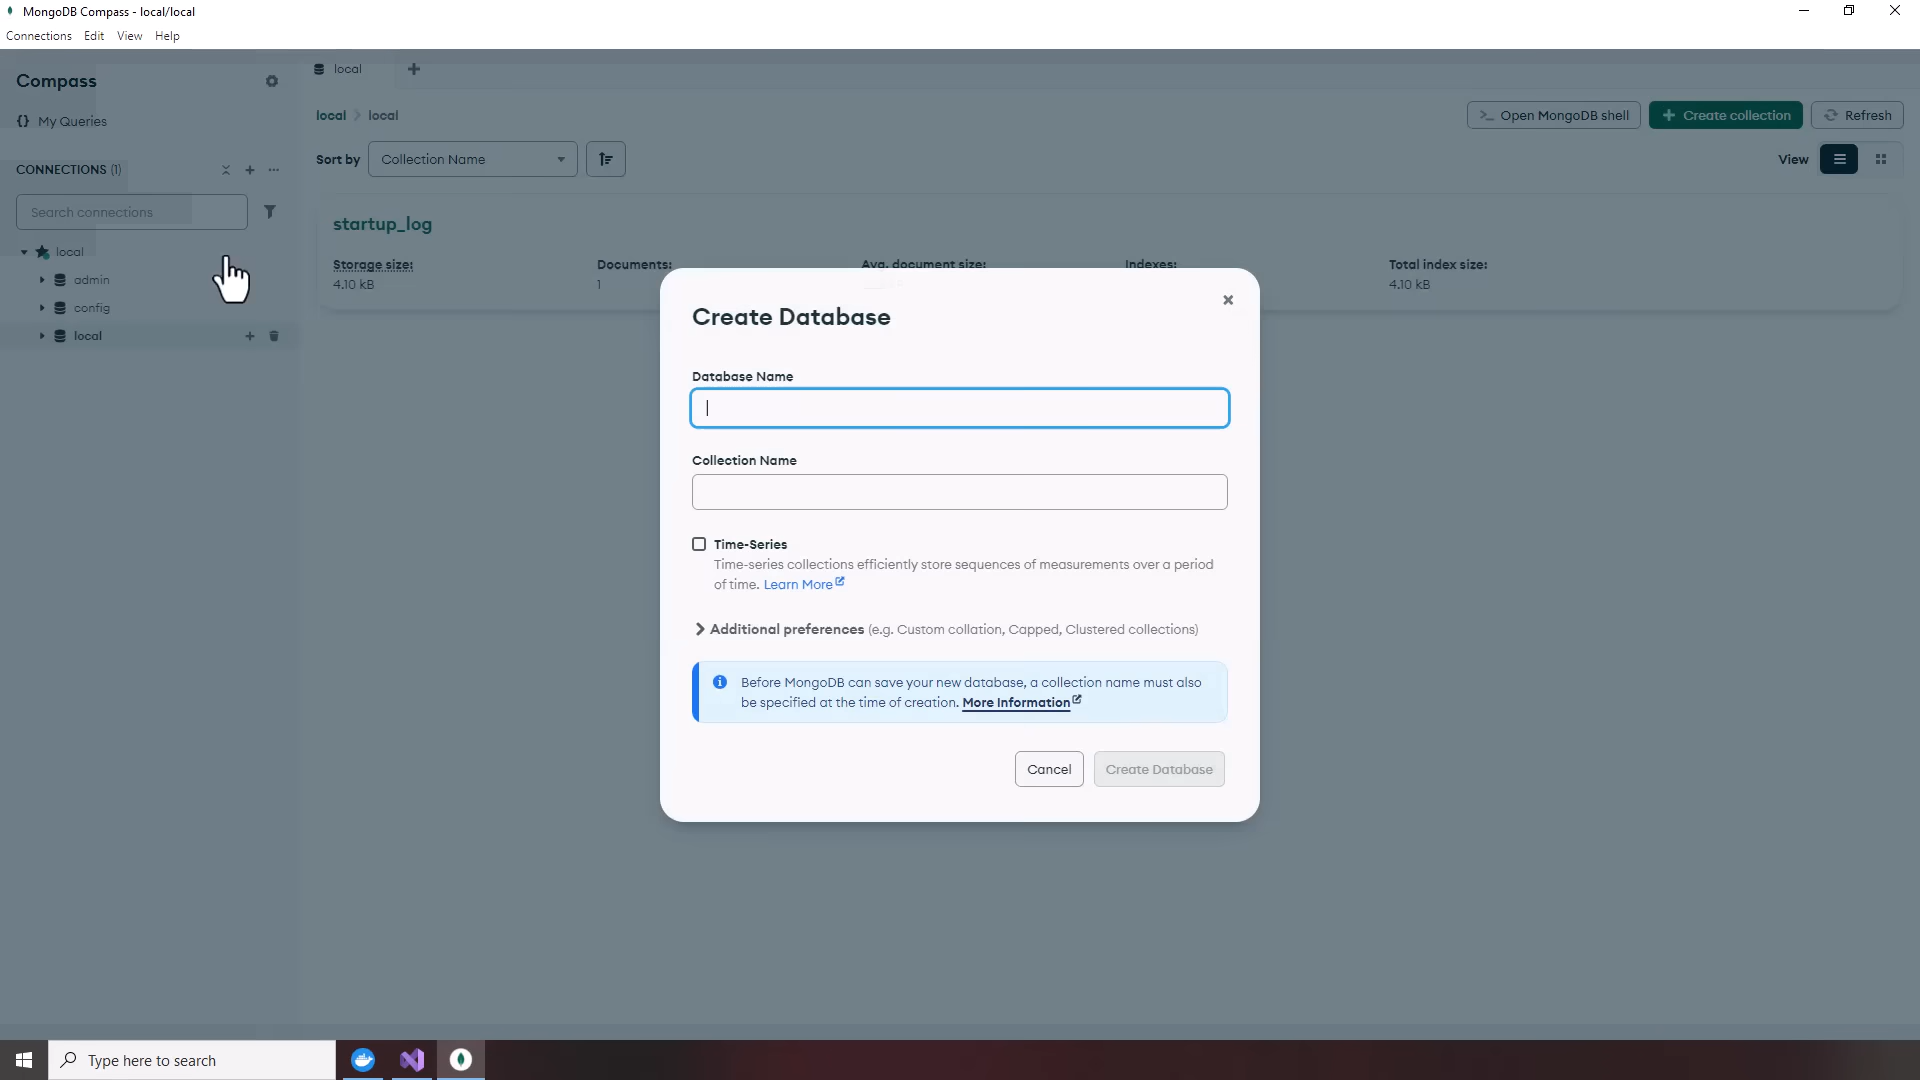 MongoDB Compass - local/local
Connections Edit View Help
Compass
My Queries
CONNECTIONS (1)
Search connections
local
admin
config
local
local
local > local
Open MongoDB shell
Create collection
Refresh
Sort by Collection Name
View
startup_log
Storage size: Documents: Avg. document size: Indexes: Total index size:
4.10 kB 1 4.10 kB
Create Database
Database Name
Collection Name
Time-Series
Time-series collections efficiently store sequences of measurements over a period
of time. Learn More
Additional preferences (e.g. Custom collation, Capped, Clustered collections)
Before MongoDB can save your new database, a collection name must also
be specified at the time of creation. More Information
Cancel
Create Database
Type here to search